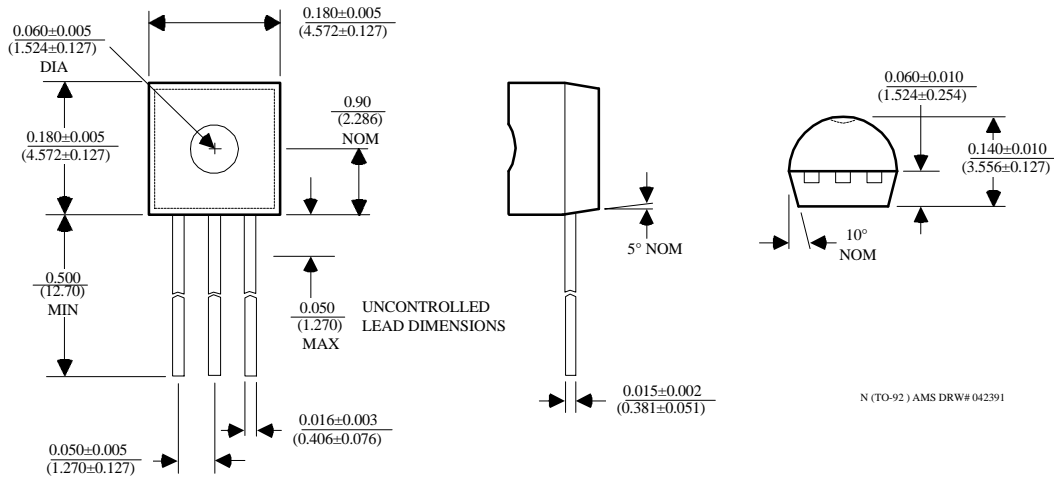 0.060±0.005
(1.524±0.127)
DIA
0.180±0.005
(4.572±0.127)
0.180±0.005
(4.572±0.127)
0.90
(2.286)
NOM
0.500
(12.70)
MIN
0.050
(1.270)
MAX
UNCONTROLLED
LEAD DIMENSIONS
0.016±0.003
(0.406±0.076)
0.050±0.005
(1.270±0.127)
5° NOM
0.015±0.002
(0.381±0.051)
0.060±0.010
(1.524±0.254)
0.140±0.010
(3.556±0.127)
10°
NOM
N (TO-92 ) AMS DRW# 042391